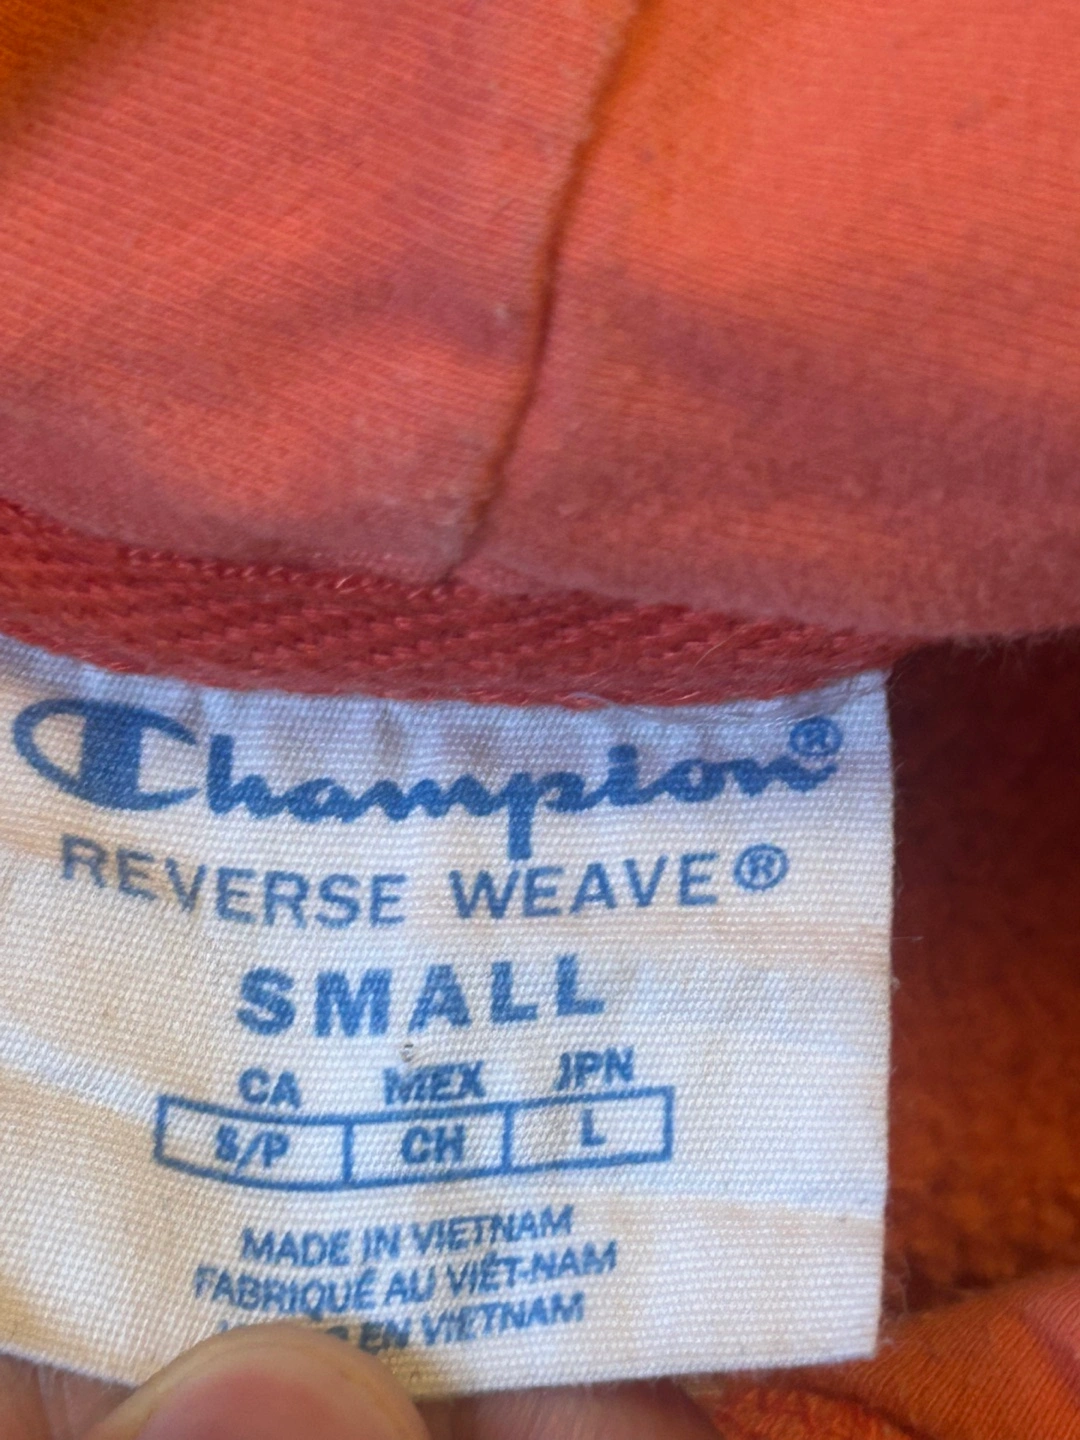 Champion®
REVERSE WEAVE®
SMALL
CA MEX JPN
S/P CH L
MADE IN VIETNAM
FABRIQUÉ AU VIÊT-NAM
EN VIETNAM